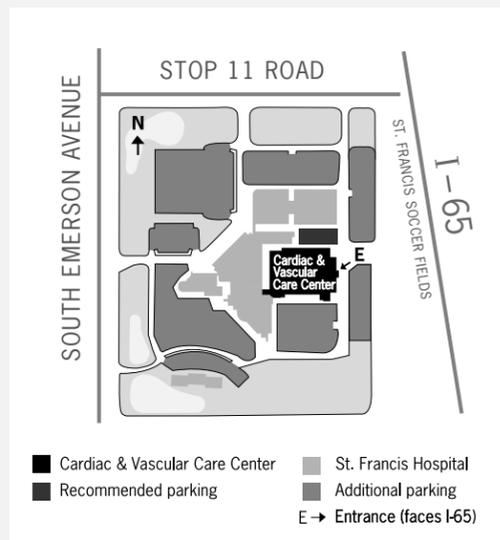 STOP 11 ROAD
SOUTH EMERSON AVENUE
N
ST. FRANCIS SOCCER FIELDS
I-65
E
Cardiac &
Vascular
Care Center
Cardiac & Vascular Care Center
Recommended parking
St. Francis Hospital
Additional parking
E→ Entrance (faces I-65)